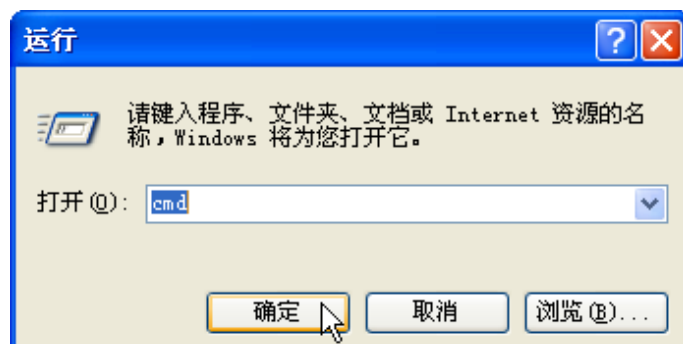 运行
请键入程序、文件夹、文档或 Internet 资源的名
称，Windows 将为您打开它。
打开(O): cmd
确定 取消 浏览(B)...